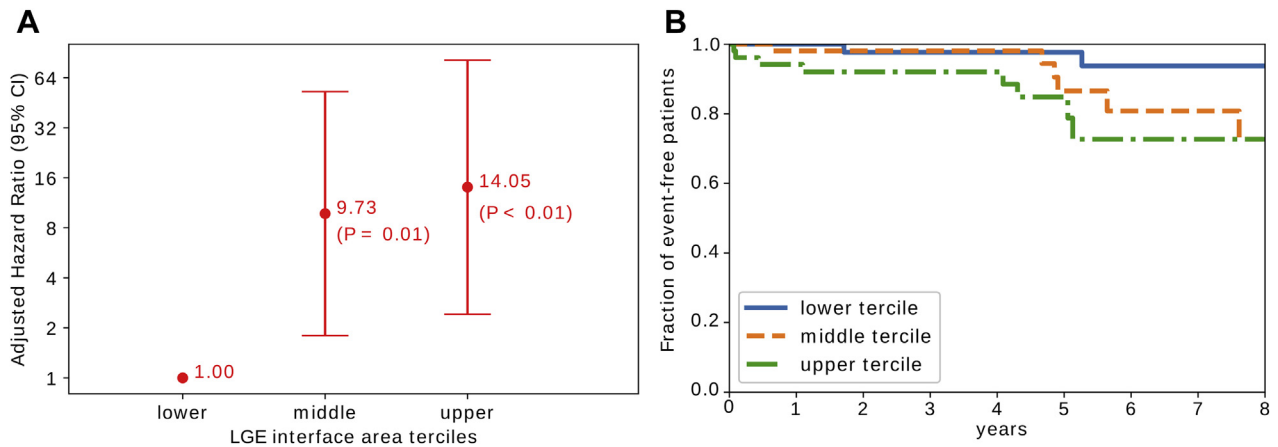 A
Adjusted Hazard Ratio (95% CI)
64
32
16
8
4
2
1
1.00
9.73
(P = 0.01)
14.05
(P < 0.01)
lower
middle
upper
LGE interface area terciles
B
Fraction of event-free patients
1.0
0.8
0.6
0.4
0.2
0.0
lower tercile
middle tercile
upper tercile
0 1 2 3 4 5 6 7 8
years